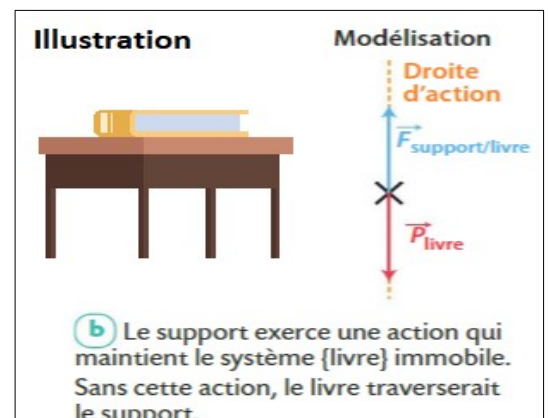 Illustration
Modélisation
Droite
d'action
F support/livre
P livre
b Le support exerce une action qui
maintient le système {livre} immobile.
Sans cette action, le livre traverserait
le support.